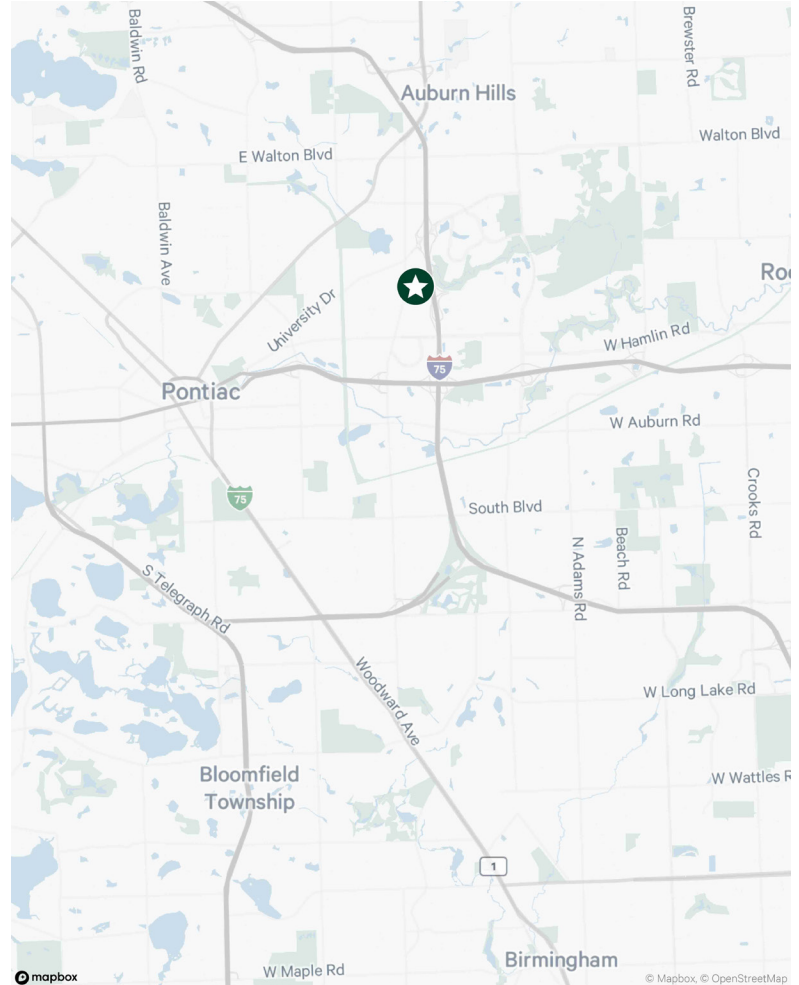 Baldwin Rd
Brewster Rd
Auburn Hills
Walton Blvd
E Walton Blvd
Baldwin Ave
Roc
University Dr
W Hamlin Rd
75
Pontiac
W Auburn Rd
75
South Blvd
Crooks Rd
Beach Rd
N Adams Rd
S Telegraph Rd
Woodward Ave
W Long Lake Rd
Bloomfield
Township
W Wattles R
1
Birmingham
W Maple Rd
mapbox
© Mapbox, © OpenStreetMap